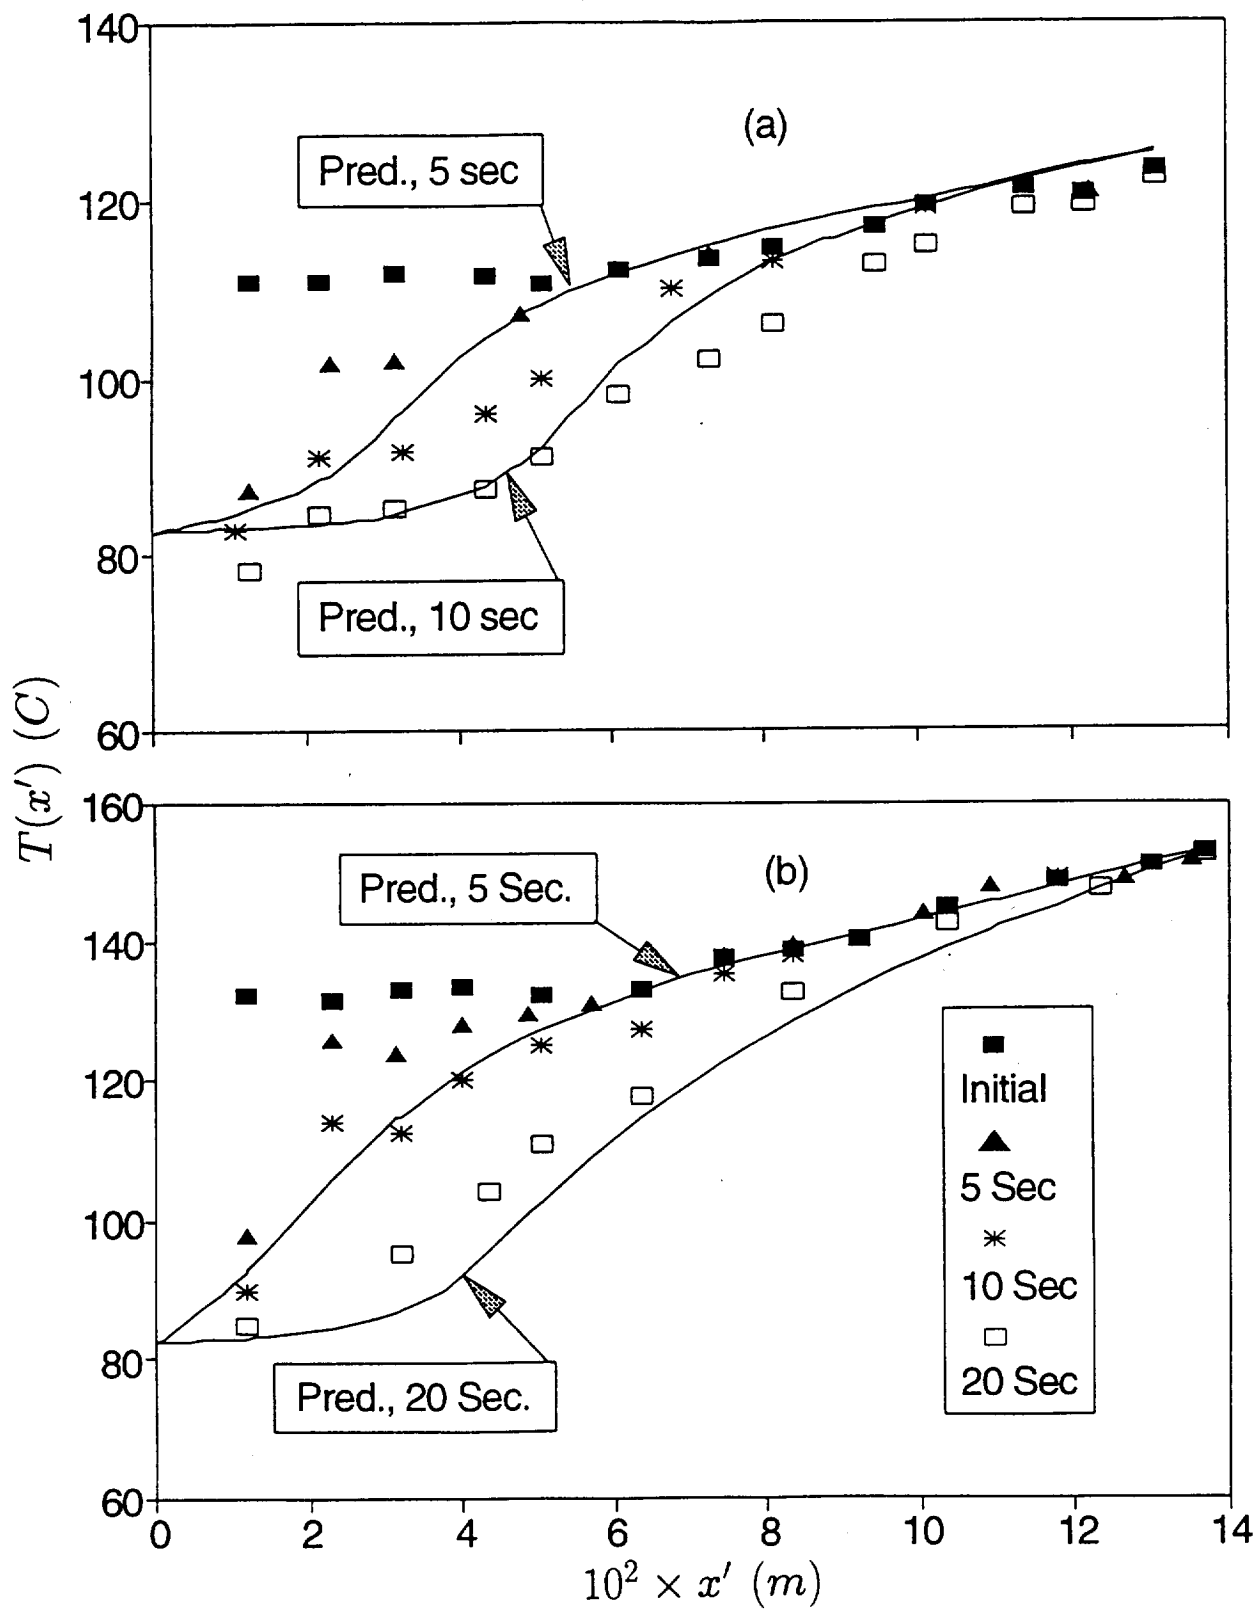 140
(a)
Pred., 5 sec
120
100
80
Pred., 10 sec
60
T(x′) (C)
160
(b)
Pred., 5 Sec.
140
120
Initial
5 Sec
100
10 Sec
20 Sec
80
Pred., 20 Sec.
60
0 2 4 6 8 10 12 14
10² × x′ (m)